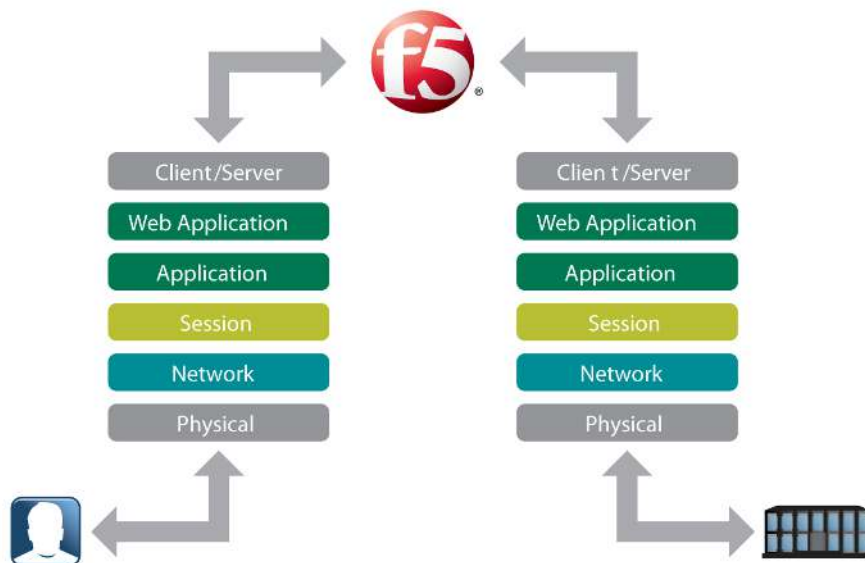 f5
®
Client/Server
Web Application
Application
Session
Network
Physical
Clien t /Server
Web Application
Application
Session
Network
Physical